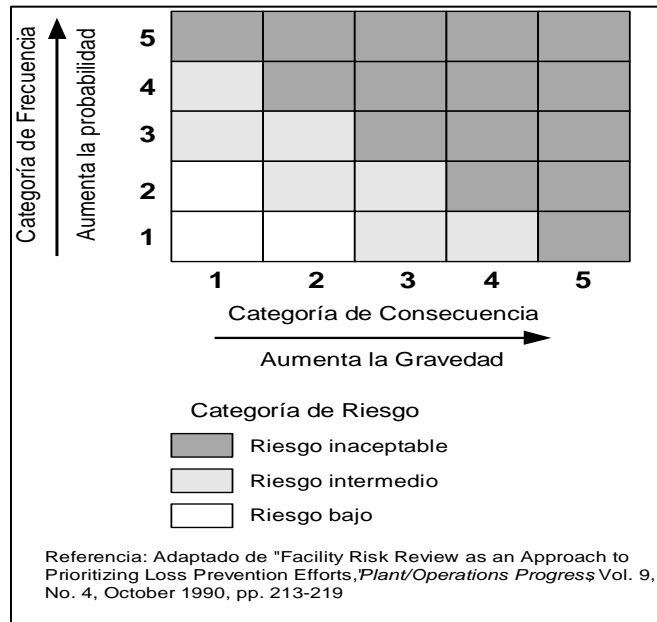 Categoría de Frecuencia
Aumenta la probabilidad
5
4
3
2
1
1 2 3 4 5
Categoría de Consecuencia
Aumenta la Gravedad
Categoría de Riesgo
Riesgo inaceptable
Riesgo intermedio
Riesgo bajo
Referencia: Adaptado de "Facility Risk Review as an Approach to
Prioritizing Loss Prevention Efforts,"Plant/Operations Progress, Vol. 9,
No. 4, October 1990, pp. 213-219